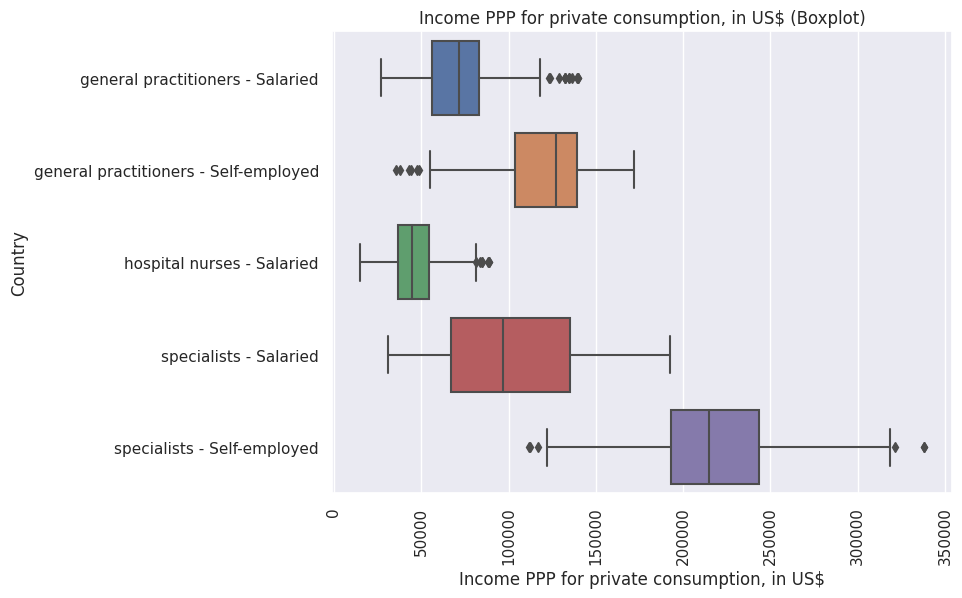 Income PPP for private consumption, in US$ (Boxplot)
general practitioners - Salaried
general practitioners - Self-employed
hospital nurses - Salaried
specialists - Salaried
specialists - Self-employed
Country
0
50000
100000
150000
200000
250000
300000
350000
Income PPP for private consumption, in US$